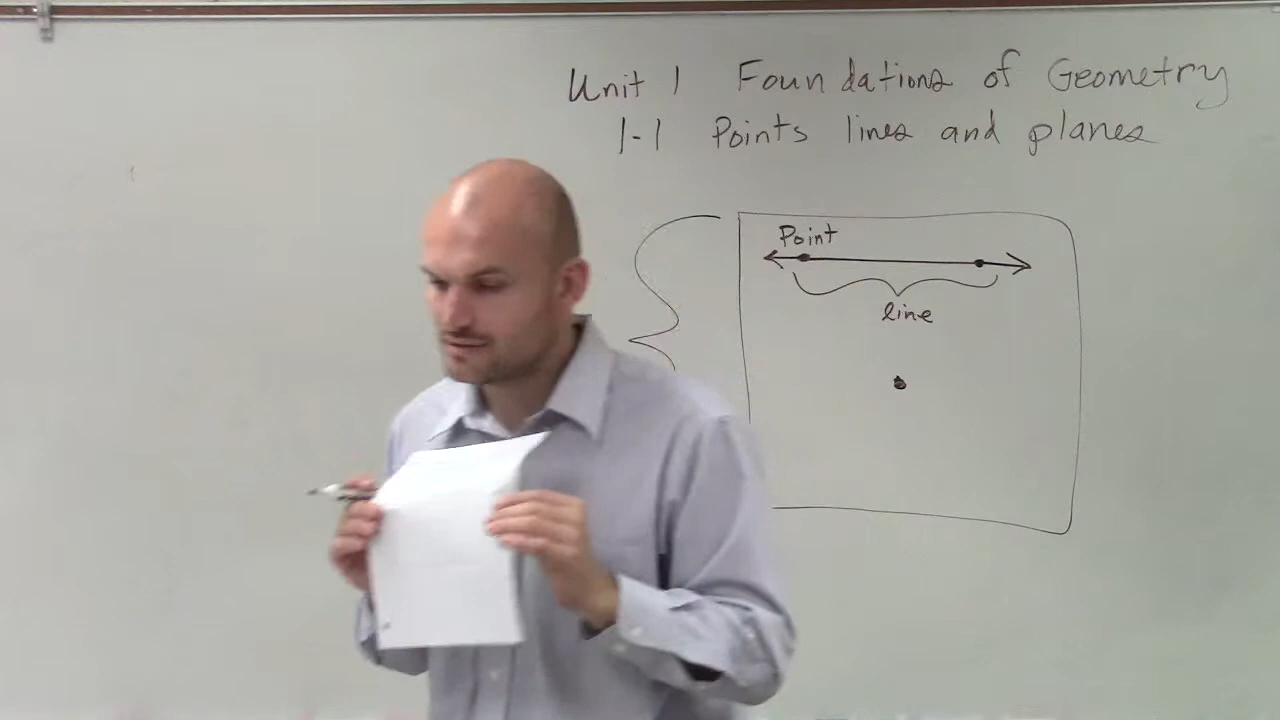 Unit 1 Foundations of Geometry
1-1 Points lines and planes
Point
line